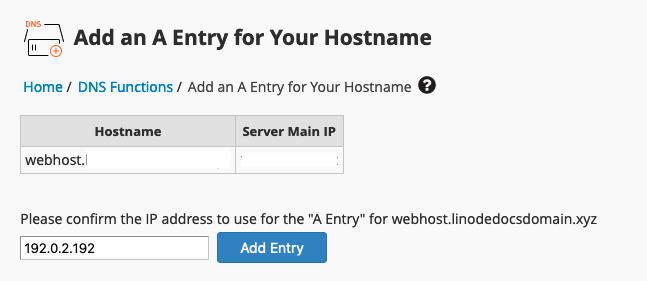 DNS
Add an A Entry for Your Hostname
Home / DNS Functions / Add an A Entry for Your Hostname ?
Hostname Server Main IP
webhost.
Please confirm the IP address to use for the "A Entry" for webhost.linodedocsdomain.xyz
192.0.2.192 Add Entry